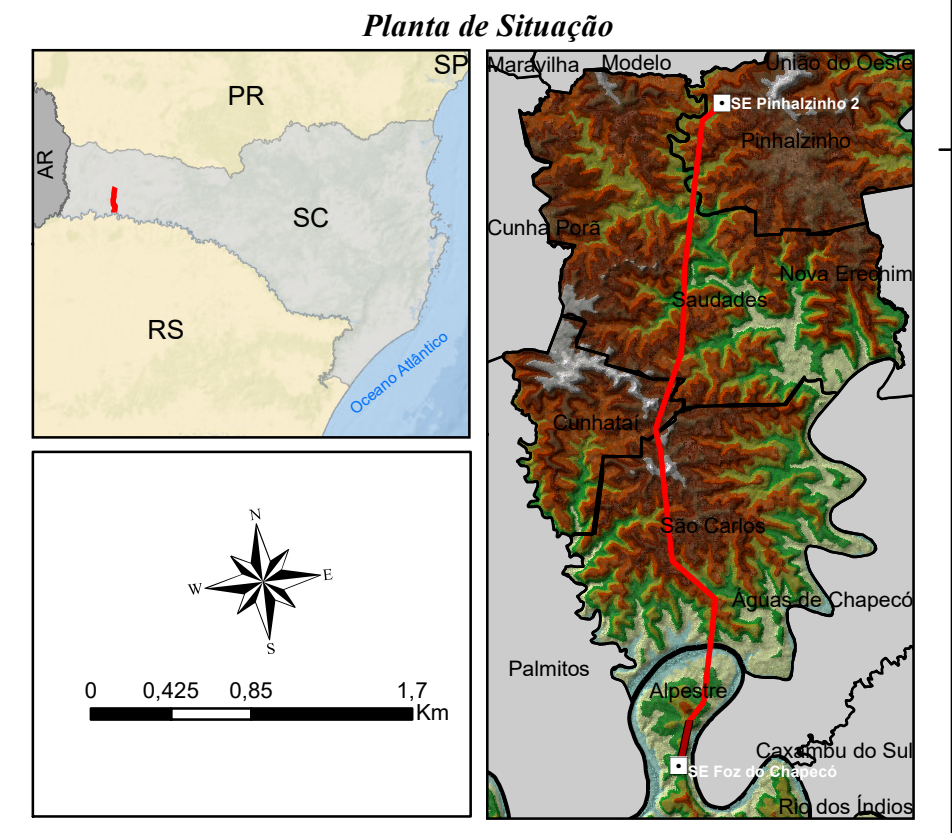 Planta de Situação
SP
PR
AR
SC
RS
Oceano Atlântico
N
W
E
S
0 0,425 0,85 1,7
Km
Maravilha
Modelo
União do Oeste
SE Pinhalzinho 2
Pinhalzinho
Cunha Porã
Nova Erechim
Saudades
Cunhataí
São Carlos
Águas de Chapecó
Palmitos
Alpestre
Caxambu do Sul
SE Foz do Chapecó
Rio dos Índios